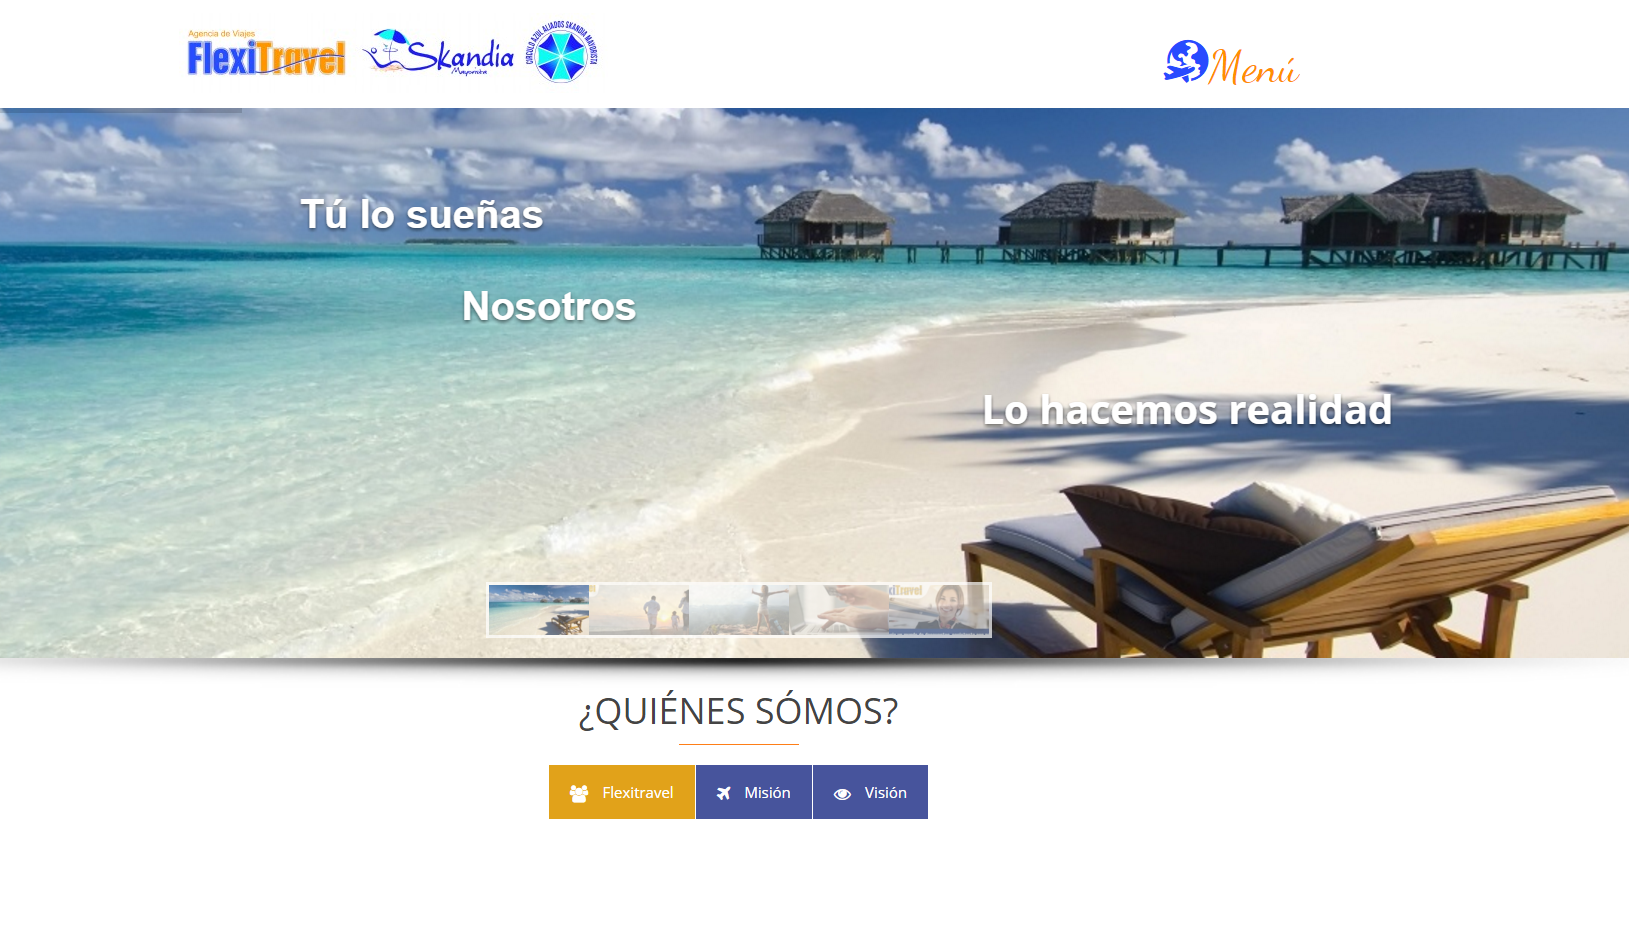 Agencia de Viajes
FlexiTravel
Skandia
Mayorista
CIRCULO AZUL ALIADOS SKANDIA MAYORISTA
Menú
Tú lo sueñas
Nosotros
Lo hacemos realidad
¿QUIÉNES SÓMOS?
Flexitravel
Misión
Visión